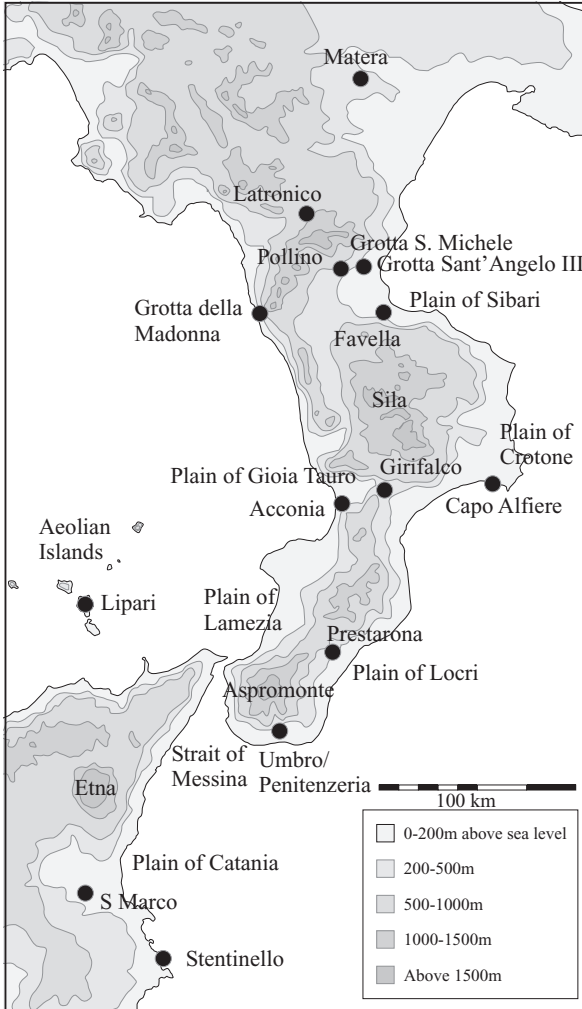 Matera
Latronico
Grotta S. Michele
Pollino
Grotta Sant'Angelo III
Plain of Sibari
Grotta della
Madonna
Favella
Sila
Plain of
Crotone
Girifalco
Plain of Gioia Tauro
Acconia
Capo Alfiere
Aeolian
Islands
Lipari
Plain of
Lamezia
Prestarona
Plain of Locri
Aspromonte
Strait of
Messina
Umbro/
Penitenzeria
Etna
100 km
0-200m above sea level
200-500m
500-1000m
1000-1500m
Above 1500m
Plain of Catania
S Marco
Stentinello